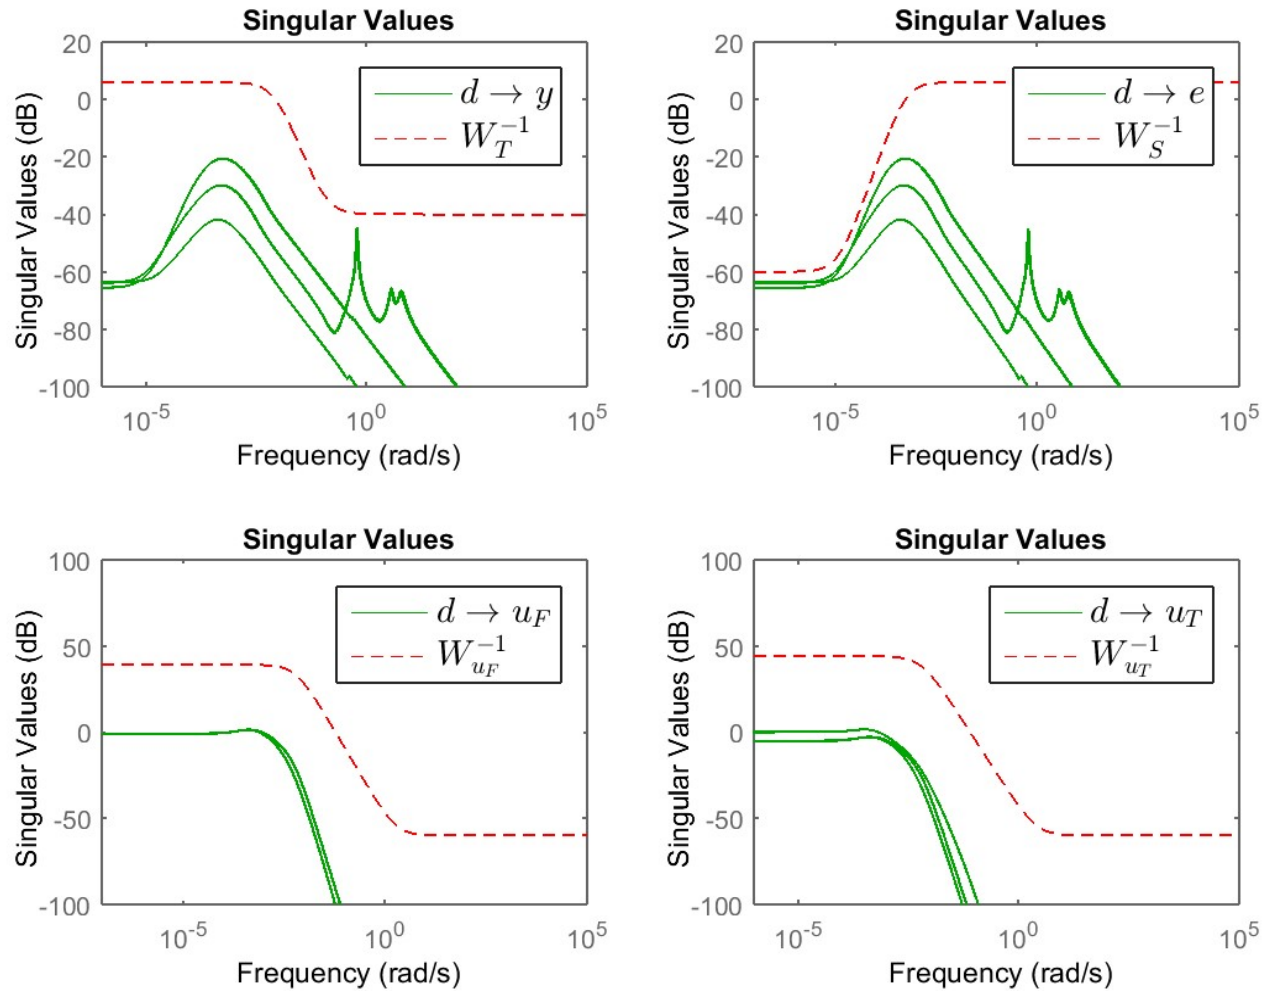 Singular Values
20
0
-20
-40
-60
-80
-100
Singular Values (dB)
d → y
W_T^{-1}
10^{-5}
10^0
10^5
Frequency (rad/s)
Singular Values
20
0
-20
-40
-60
-80
-100
Singular Values (dB)
d → e
W_S^{-1}
10^{-5}
10^0
10^5
Frequency (rad/s)
Singular Values
100
50
0
-50
-100
Singular Values (dB)
d → u_F
W_{u_F}^{-1}
10^{-5}
10^0
10^5
Frequency (rad/s)
Singular Values
100
50
0
-50
-100
Singular Values (dB)
d → u_T
W_{u_T}^{-1}
10^{-5}
10^0
10^5
Frequency (rad/s)